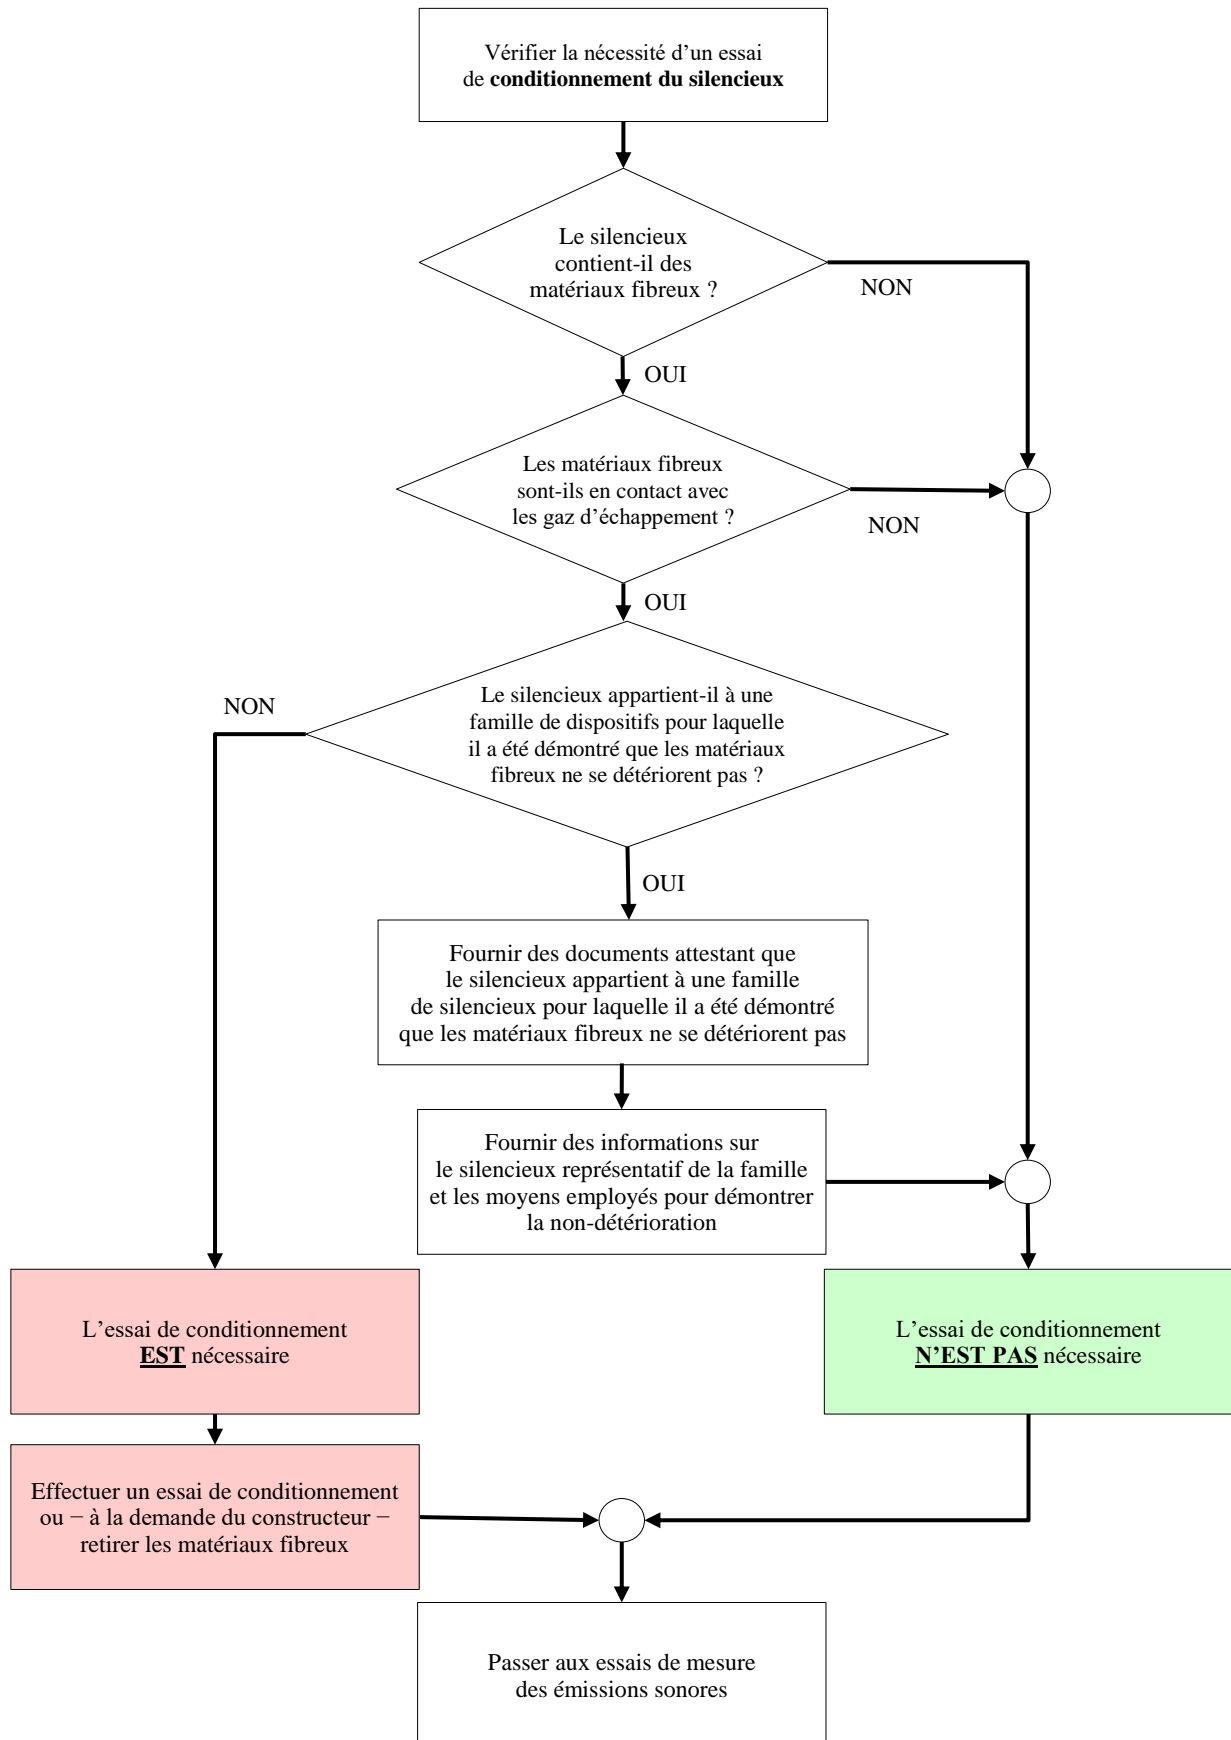 Vérifier la nécessité d’un essai
de conditionnement du silencieux
Le silencieux
contient-il des
matériaux fibreux ?
NON
OUI
Les matériaux fibreux
sont-ils en contact avec
les gaz d’échappement ?
NON
OUI
NON
Le silencieux appartient-il à une
famille de dispositifs pour laquelle
il a été démontré que les matériaux
fibreux ne se détériorent pas ?
OUI
Fournir des documents attestant que
le silencieux appartient à une famille
de silencieux pour laquelle il a été démontré
que les matériaux fibreux ne se détériorent pas
Fournir des informations sur
le silencieux représentatif de la famille
et les moyens employés pour démontrer
la non-détérioration
L’essai de conditionnement
EST nécessaire
L’essai de conditionnement
N’EST PAS nécessaire
Effectuer un essai de conditionnement
ou − à la demande du constructeur −
retirer les matériaux fibreux
Passer aux essais de mesure
des émissions sonores